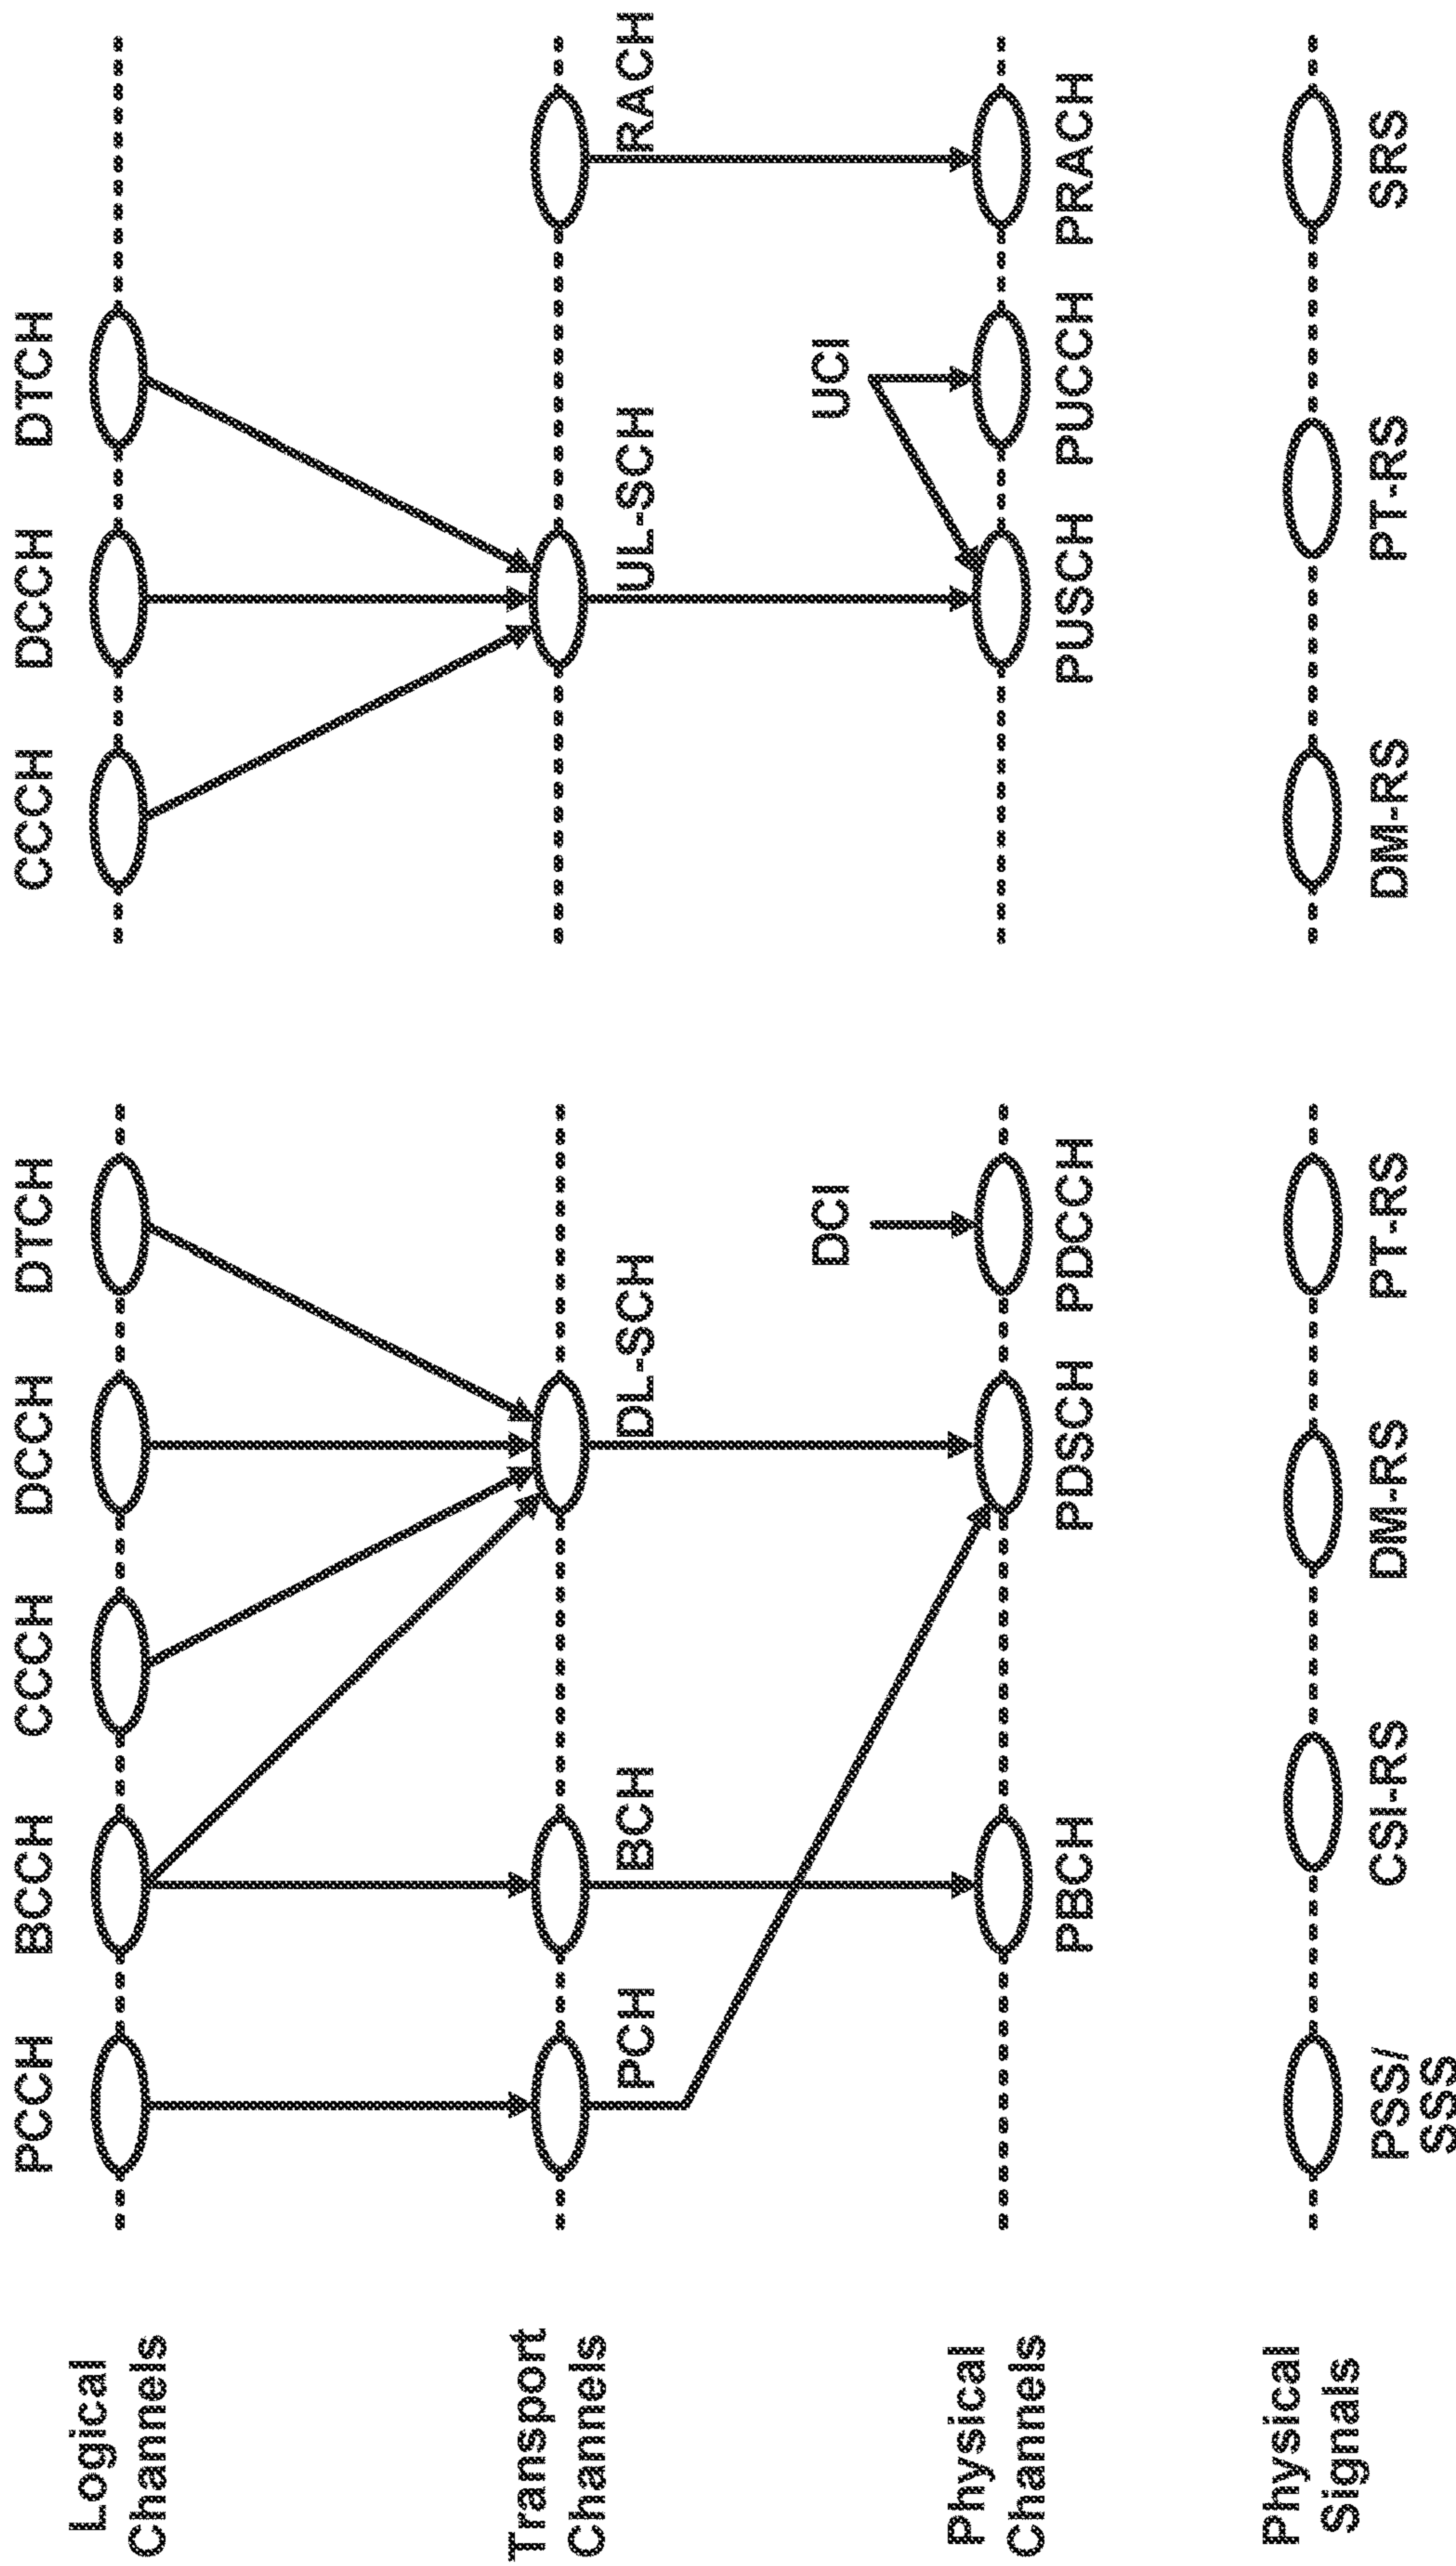 PCCH BCCH CCCH DCCH DTCH CCCH DCCH DTCH
Logical
Channels
Transport
Channels
PCH BCH DL-SCH UL-SCH RACH
DCI UCI
Physical
Channels
PBCH PDSCH PDCCH PUSCH PUCCH PRACH
Physical
Signals
PSS/
SSS
CSI-RS DM-RS PT-RS DM-RS PT-RS SRS